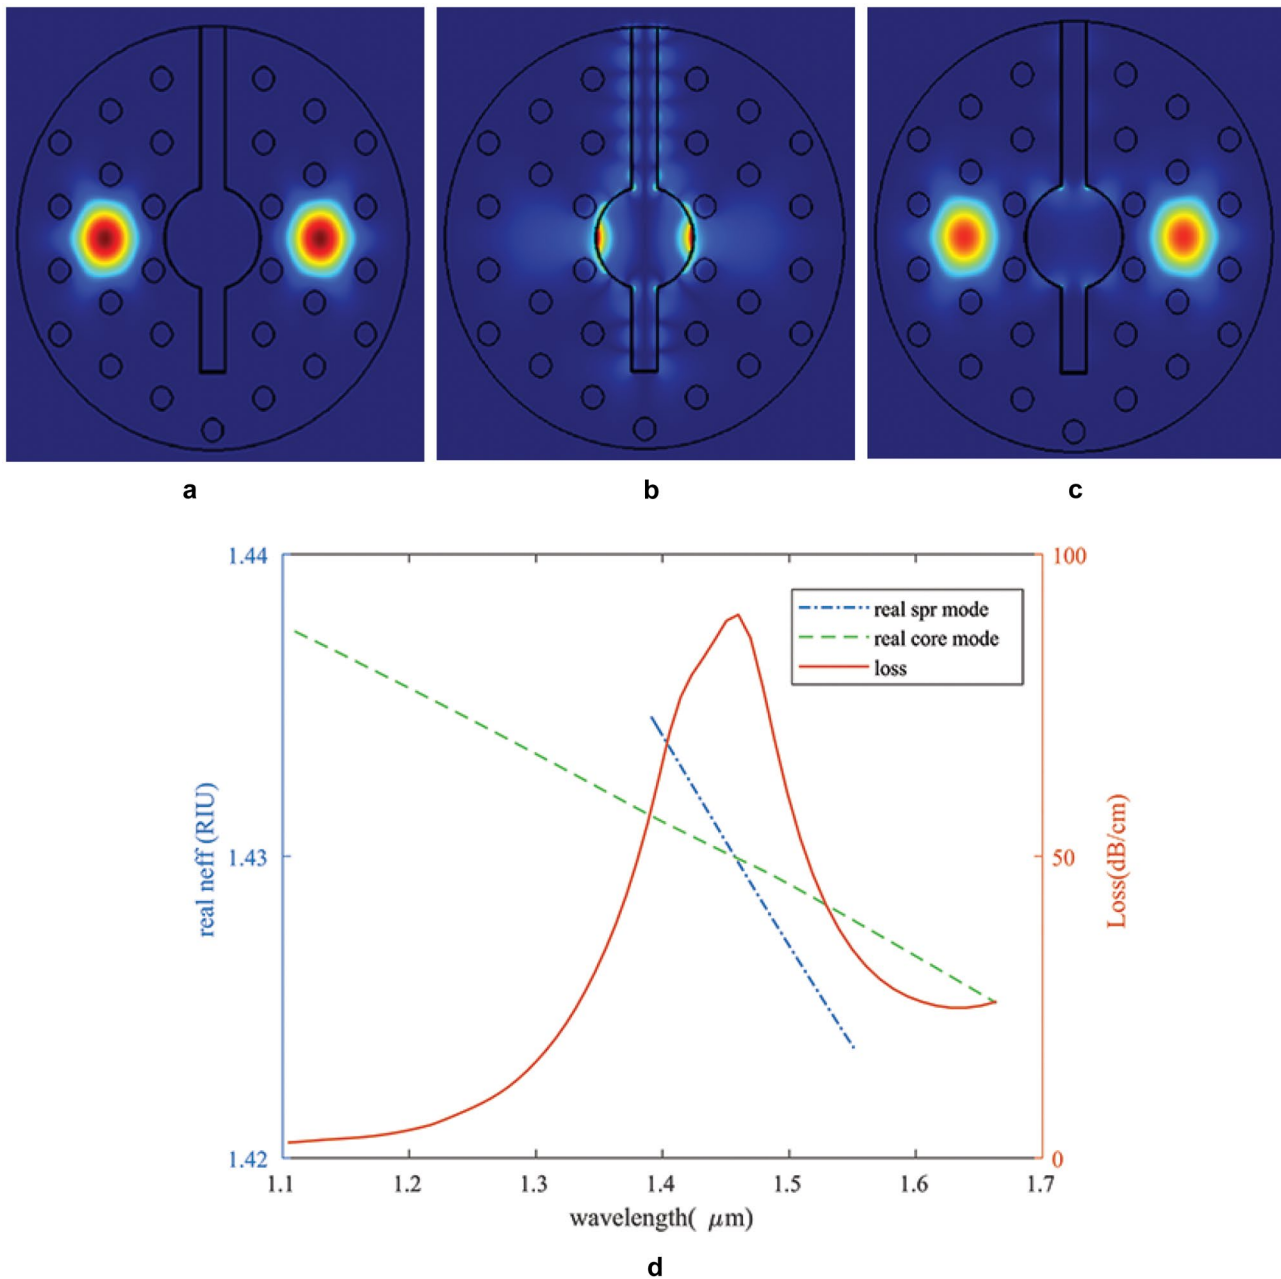 a
b
c
1.44
100
real spr mode
real core mode
loss
real neff (RIU)
1.43
50
Loss(dB/cm)
1.42
0
1.1
1.2
1.3
1.4
1.5
1.6
1.7
wavelength( μm)
d